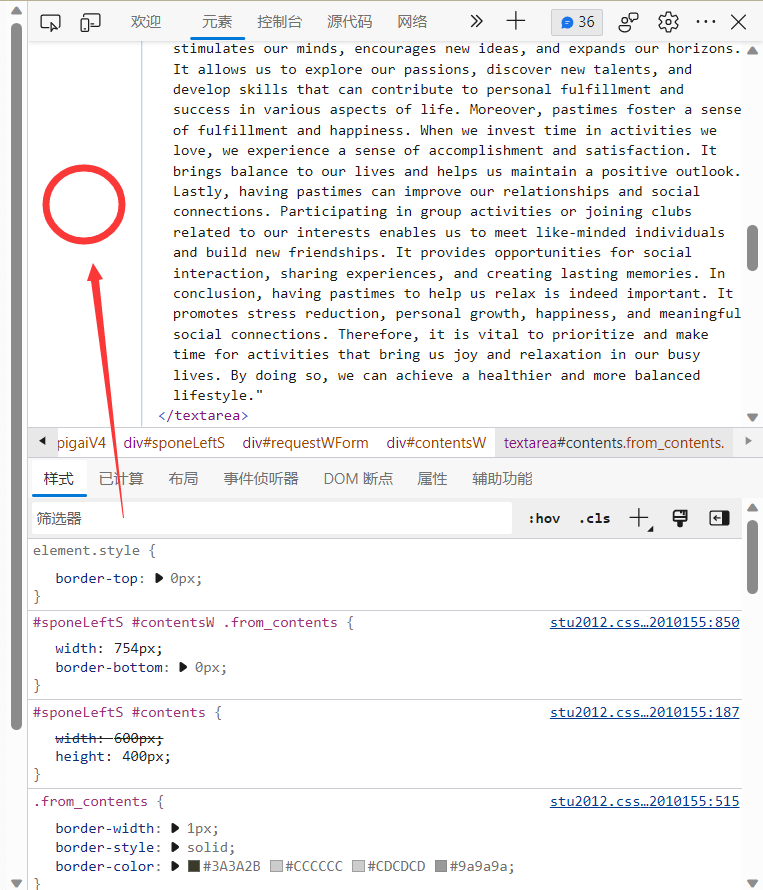 欢迎 元素 控制台 源代码 网络 36
stimulates our minds, encourages new ideas, and expands our horizons.
It allows us to explore our passions, discover new talents, and
develop skills that can contribute to personal fulfillment and
success in various aspects of life. Moreover, pastimes foster a sense
of fulfillment and happiness. When we invest time in activities we
love, we experience a sense of accomplishment and satisfaction. It
brings balance to our lives and helps us maintain a positive outlook.
Lastly, having pastimes can improve our relationships and social
connections. Participating in group activities or joining clubs
related to our interests enables us to meet like-minded individuals
and build new friendships. It provides opportunities for social
interaction, sharing experiences, and creating lasting memories. In
conclusion, having pastimes to help us relax is indeed important. It
promotes stress reduction, personal growth, happiness, and meaningful
social connections. Therefore, it is vital to prioritize and make
time for activities that bring us joy and relaxation in our busy
lives. By doing so, we can achieve a healthier and more balanced
lifestyle."
</textarea>
pigaiV4 div#sponeLeftS div#requestWForm div#contentsW textarea#contents.from_contents.
样式 已计算 布局 事件侦听器 DOM 断点 属性 辅助功能
筛选器 :hov .cls
element.style {
border-top: 0px;
}
#sponeLeftS #contentsW .from_contents { stu2012.css…2010155:850
width: 754px;
border-bottom: 0px;
}
#sponeLeftS #contents { stu2012.css…2010155:187
width: 600px;
height: 400px;
}
.from_contents { stu2012.css…2010155:515
border-width: 1px;
border-style: solid;
border-color: #3A3A2B #CCCCCC #CDCDCD #9a9a9a;
}